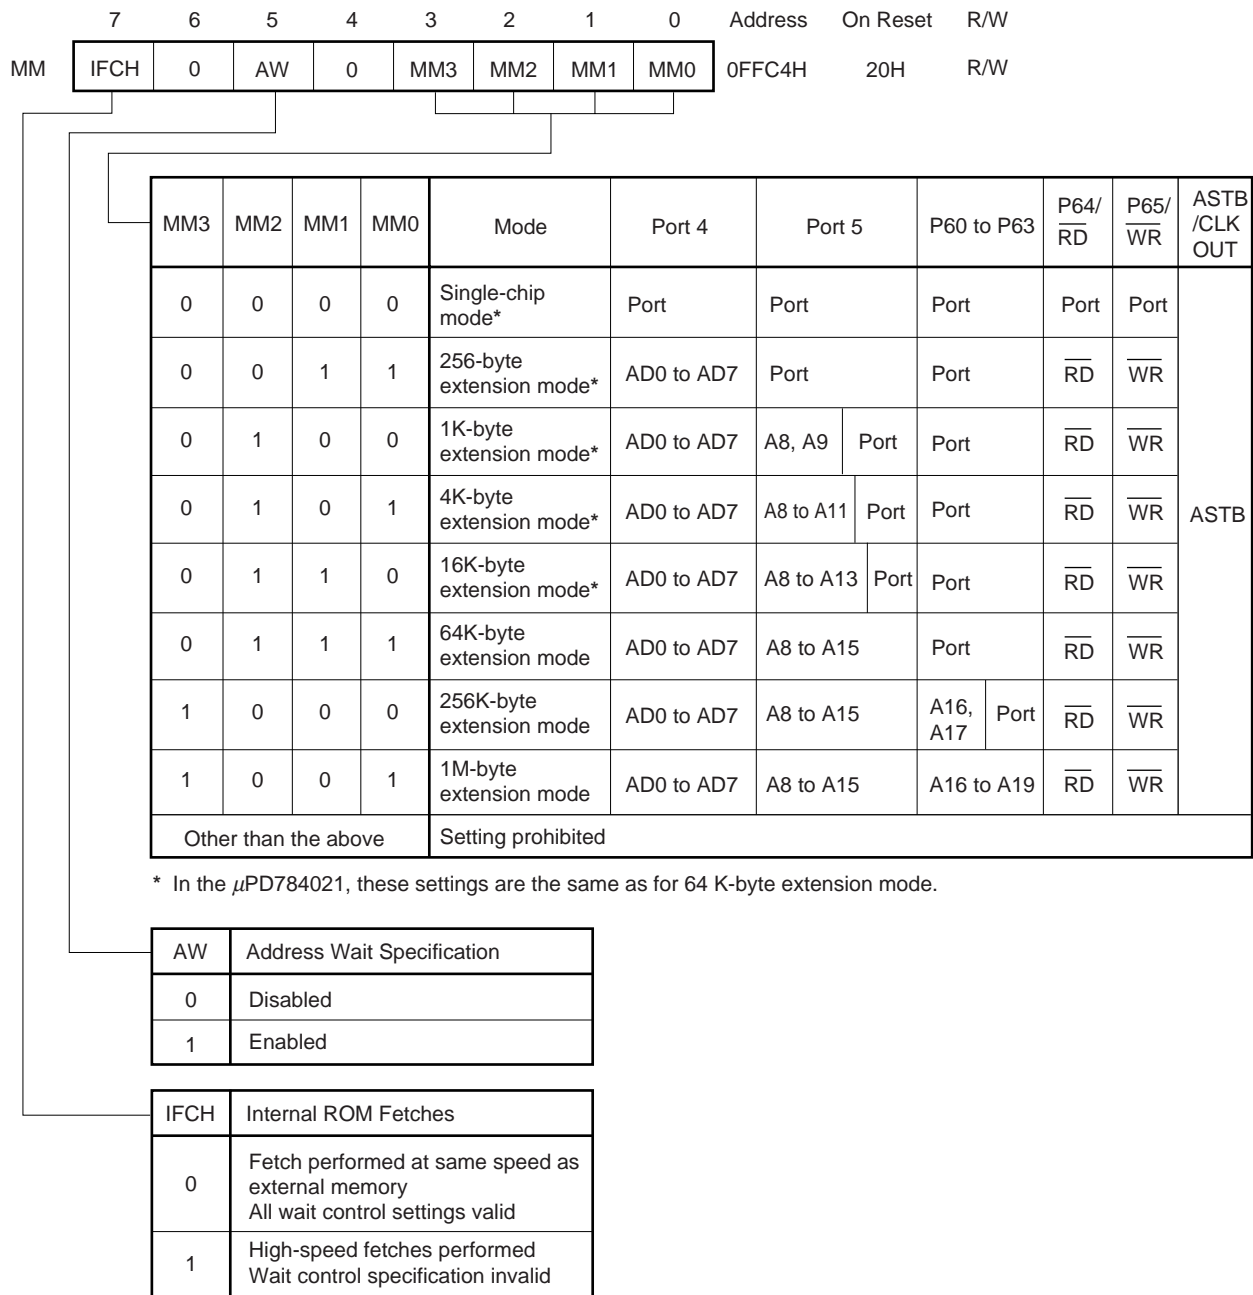 7 6 5 4 3 2 1 0 Address On Reset R/W
MM IFCH 0 AW 0 MM3 MM2 MM1 MM0 0FFC4H 20H R/W
MM3 MM2 MM1 MM0 Mode Port 4 Port 5 P60 to P63 P64/ RD P65/ WR ASTB /CLK OUT
0 0 0 0 Single-chip mode* Port Port Port Port Port
0 0 1 1 256-byte extension mode* AD0 to AD7 Port Port RD WR
0 1 0 0 1K-byte extension mode* AD0 to AD7 A8, A9 Port Port RD WR
0 1 0 1 4K-byte extension mode* AD0 to AD7 A8 to A11 Port Port RD WR ASTB
0 1 1 0 16K-byte extension mode* AD0 to AD7 A8 to A13 Port Port RD WR
0 1 1 1 64K-byte extension mode AD0 to AD7 A8 to A15 Port RD WR
1 0 0 0 256K-byte extension mode AD0 to AD7 A8 to A15 A16, A17 Port RD WR
1 0 0 1 1M-byte extension mode AD0 to AD7 A8 to A15 A16 to A19 RD WR
Other than the above Setting prohibited
* In the μPD784021, these settings are the same as for 64 K-byte extension mode.
AW Address Wait Specification
0 Disabled
1 Enabled
IFCH Internal ROM Fetches
0 Fetch performed at same speed as
external memory
All wait control settings valid
1 High-speed fetches performed
Wait control specification invalid